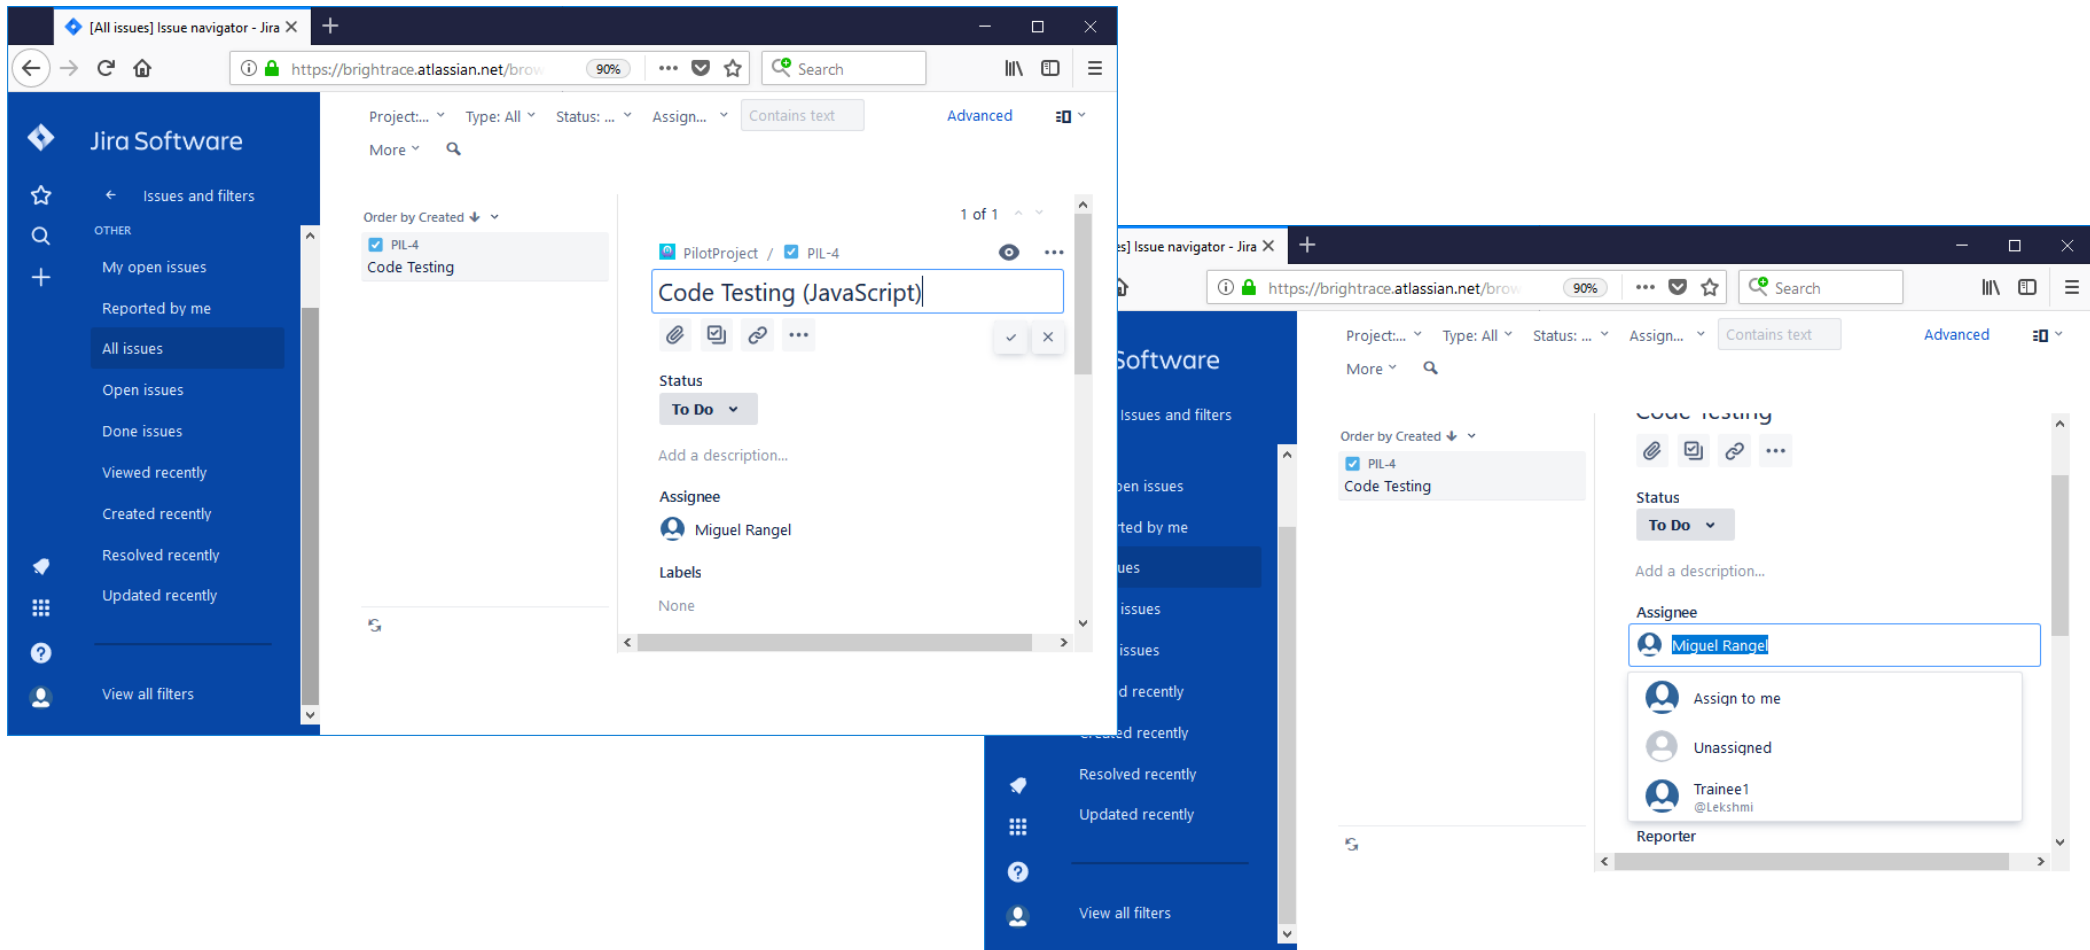 [All issues] Issue navigator - Jira
https://brightrace.atlassian.net/brow
90%
Search
Jira Software
Issues and filters
OTHER
My open issues
Reported by me
All issues
Open issues
Done issues
Viewed recently
Created recently
Resolved recently
Updated recently
View all filters
Project:... Type: All Status: ... Assign... Contains text Advanced
More
Order by Created
PIL-4
Code Testing
1 of 1
PilotProject / PIL-4
Code Testing (JavaScript)
Status
To Do
Add a description...
Assignee
Miguel Rangel
Labels
None
es] Issue navigator - Jira
https://brightrace.atlassian.net/brow
90%
Search
Software
Issues and filters
pen issues
rted by me
ues
issues
issues
d recently
Created recently
Resolved recently
Updated recently
View all filters
Project:... Type: All Status: ... Assign... Contains text Advanced
More
Order by Created
PIL-4
Code Testing
Code Testing
Status
To Do
Add a description...
Assignee
Miguel Rangel
Assign to me
Unassigned
Trainee1
@Lekshmi
Reporter